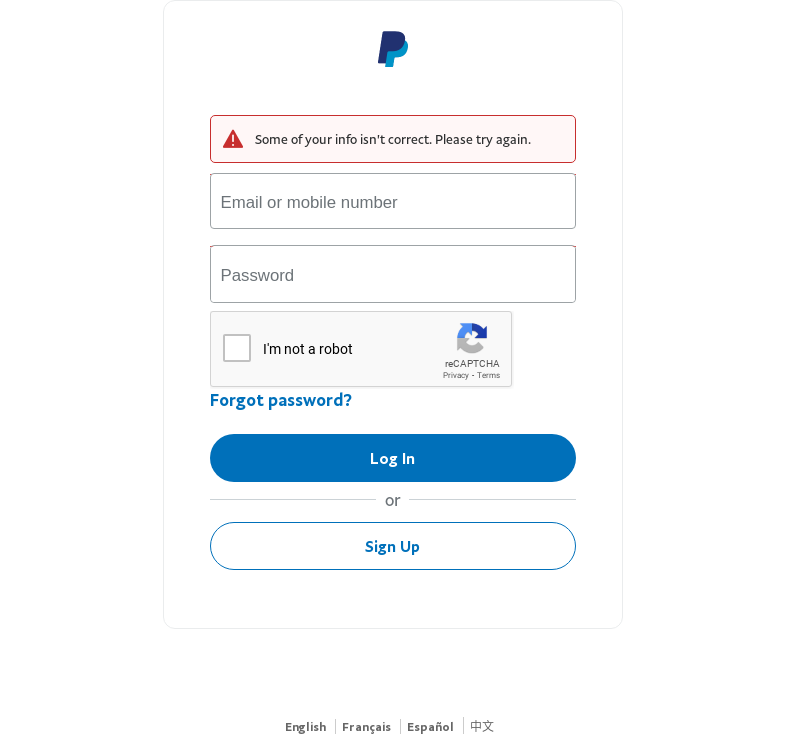 Some of your info isn't correct. Please try again.
Email or mobile number
Password
I'm not a robot
reCAPTCHA
Privacy - Terms
Forgot password?
Log In
or
Sign Up
English Français Español 中文